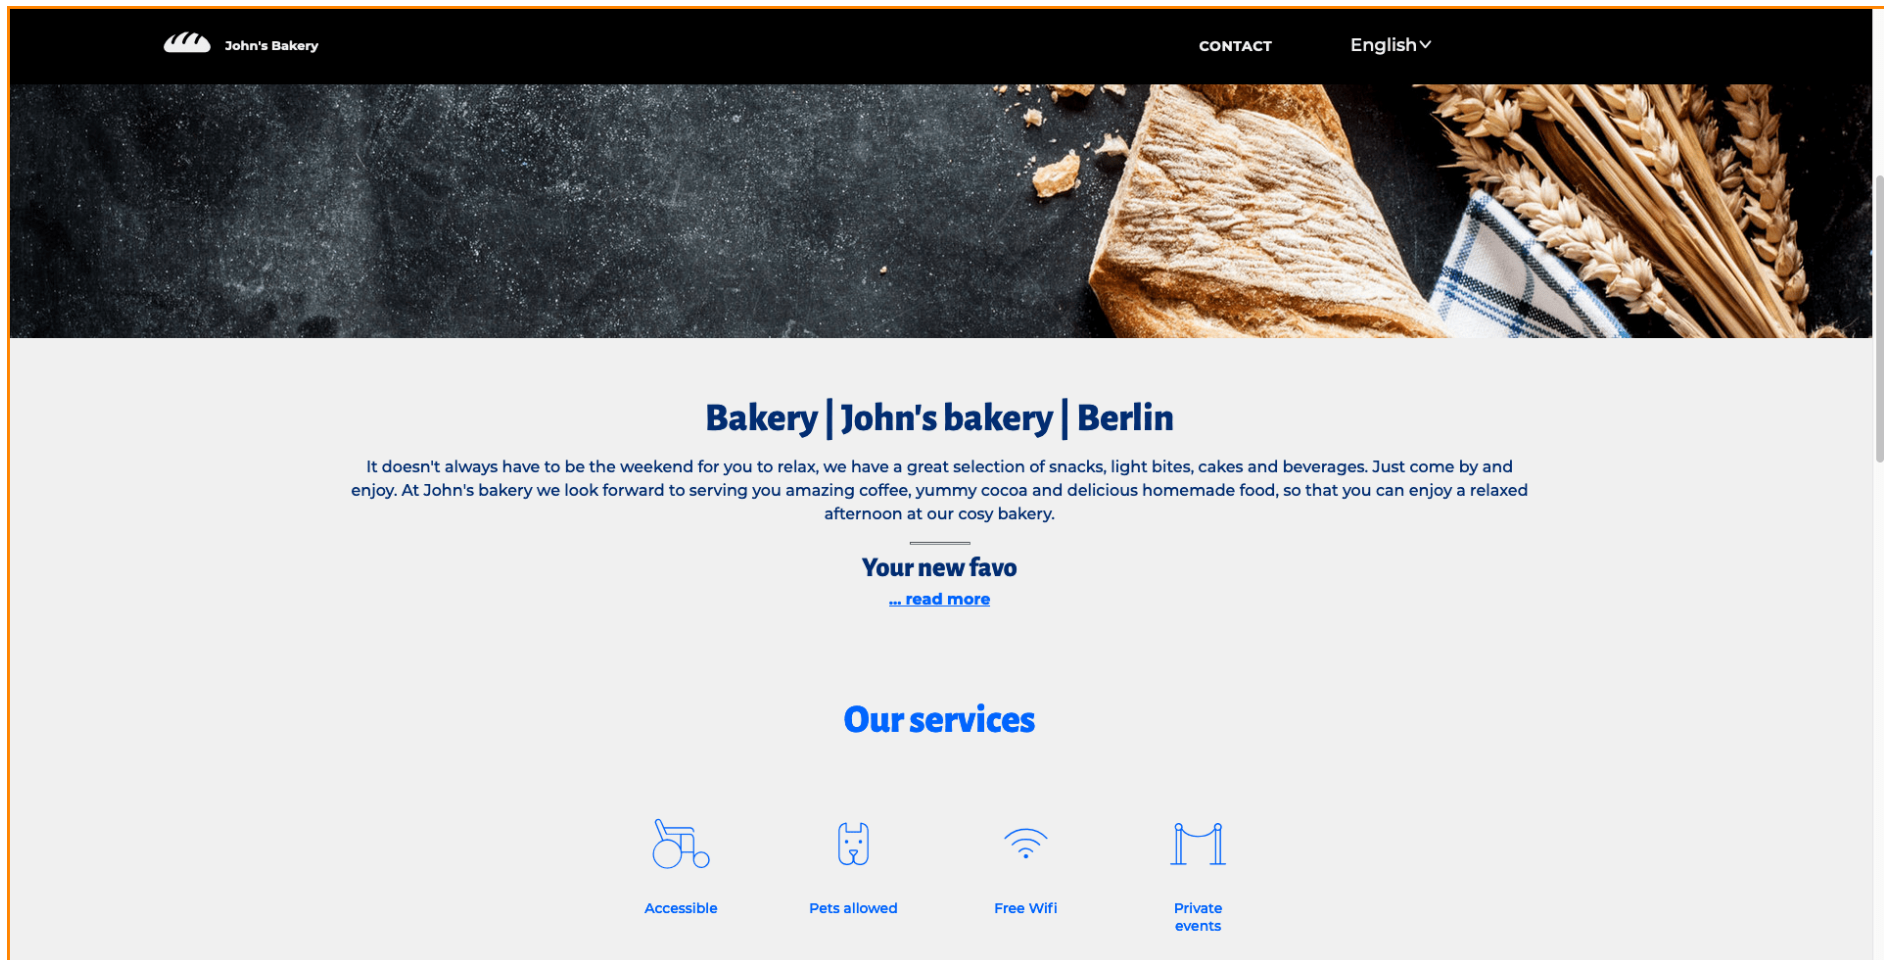 John's Bakery
CONTACT
English
Bakery | John's bakery | Berlin
It doesn't always have to be the weekend for you to relax, we have a great selection of snacks, light bites, cakes and beverages. Just come by and
enjoy. At John's bakery we look forward to serving you amazing coffee, yummy cocoa and delicious homemade food, so that you can enjoy a relaxed
afternoon at our cosy bakery.
Your new favo
... read more
Our services
Accessible
Pets allowed
Free Wifi
Private
events